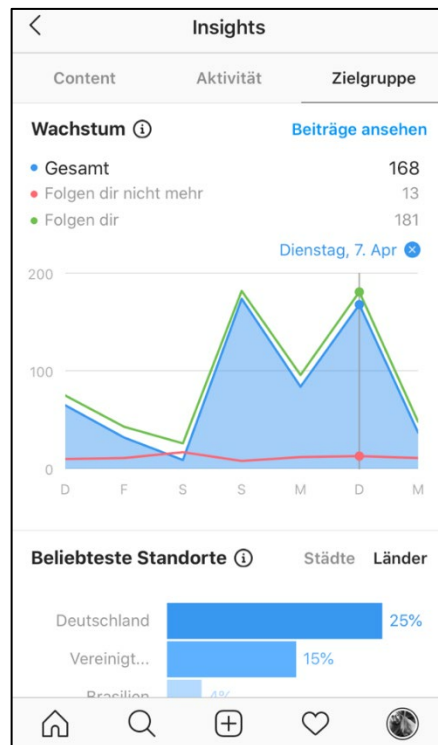 Insights
Content Aktivität Zielgruppe
Wachstum Beiträge ansehen
Gesamt 168
Folgen dir nicht mehr 13
Folgen dir 181
Dienstag, 7. Apr
200
100
0
D F S S M D M
Beliebteste Standorte Städte Länder
Deutschland 25%
Vereinigt... 15%
Brasilien 4%